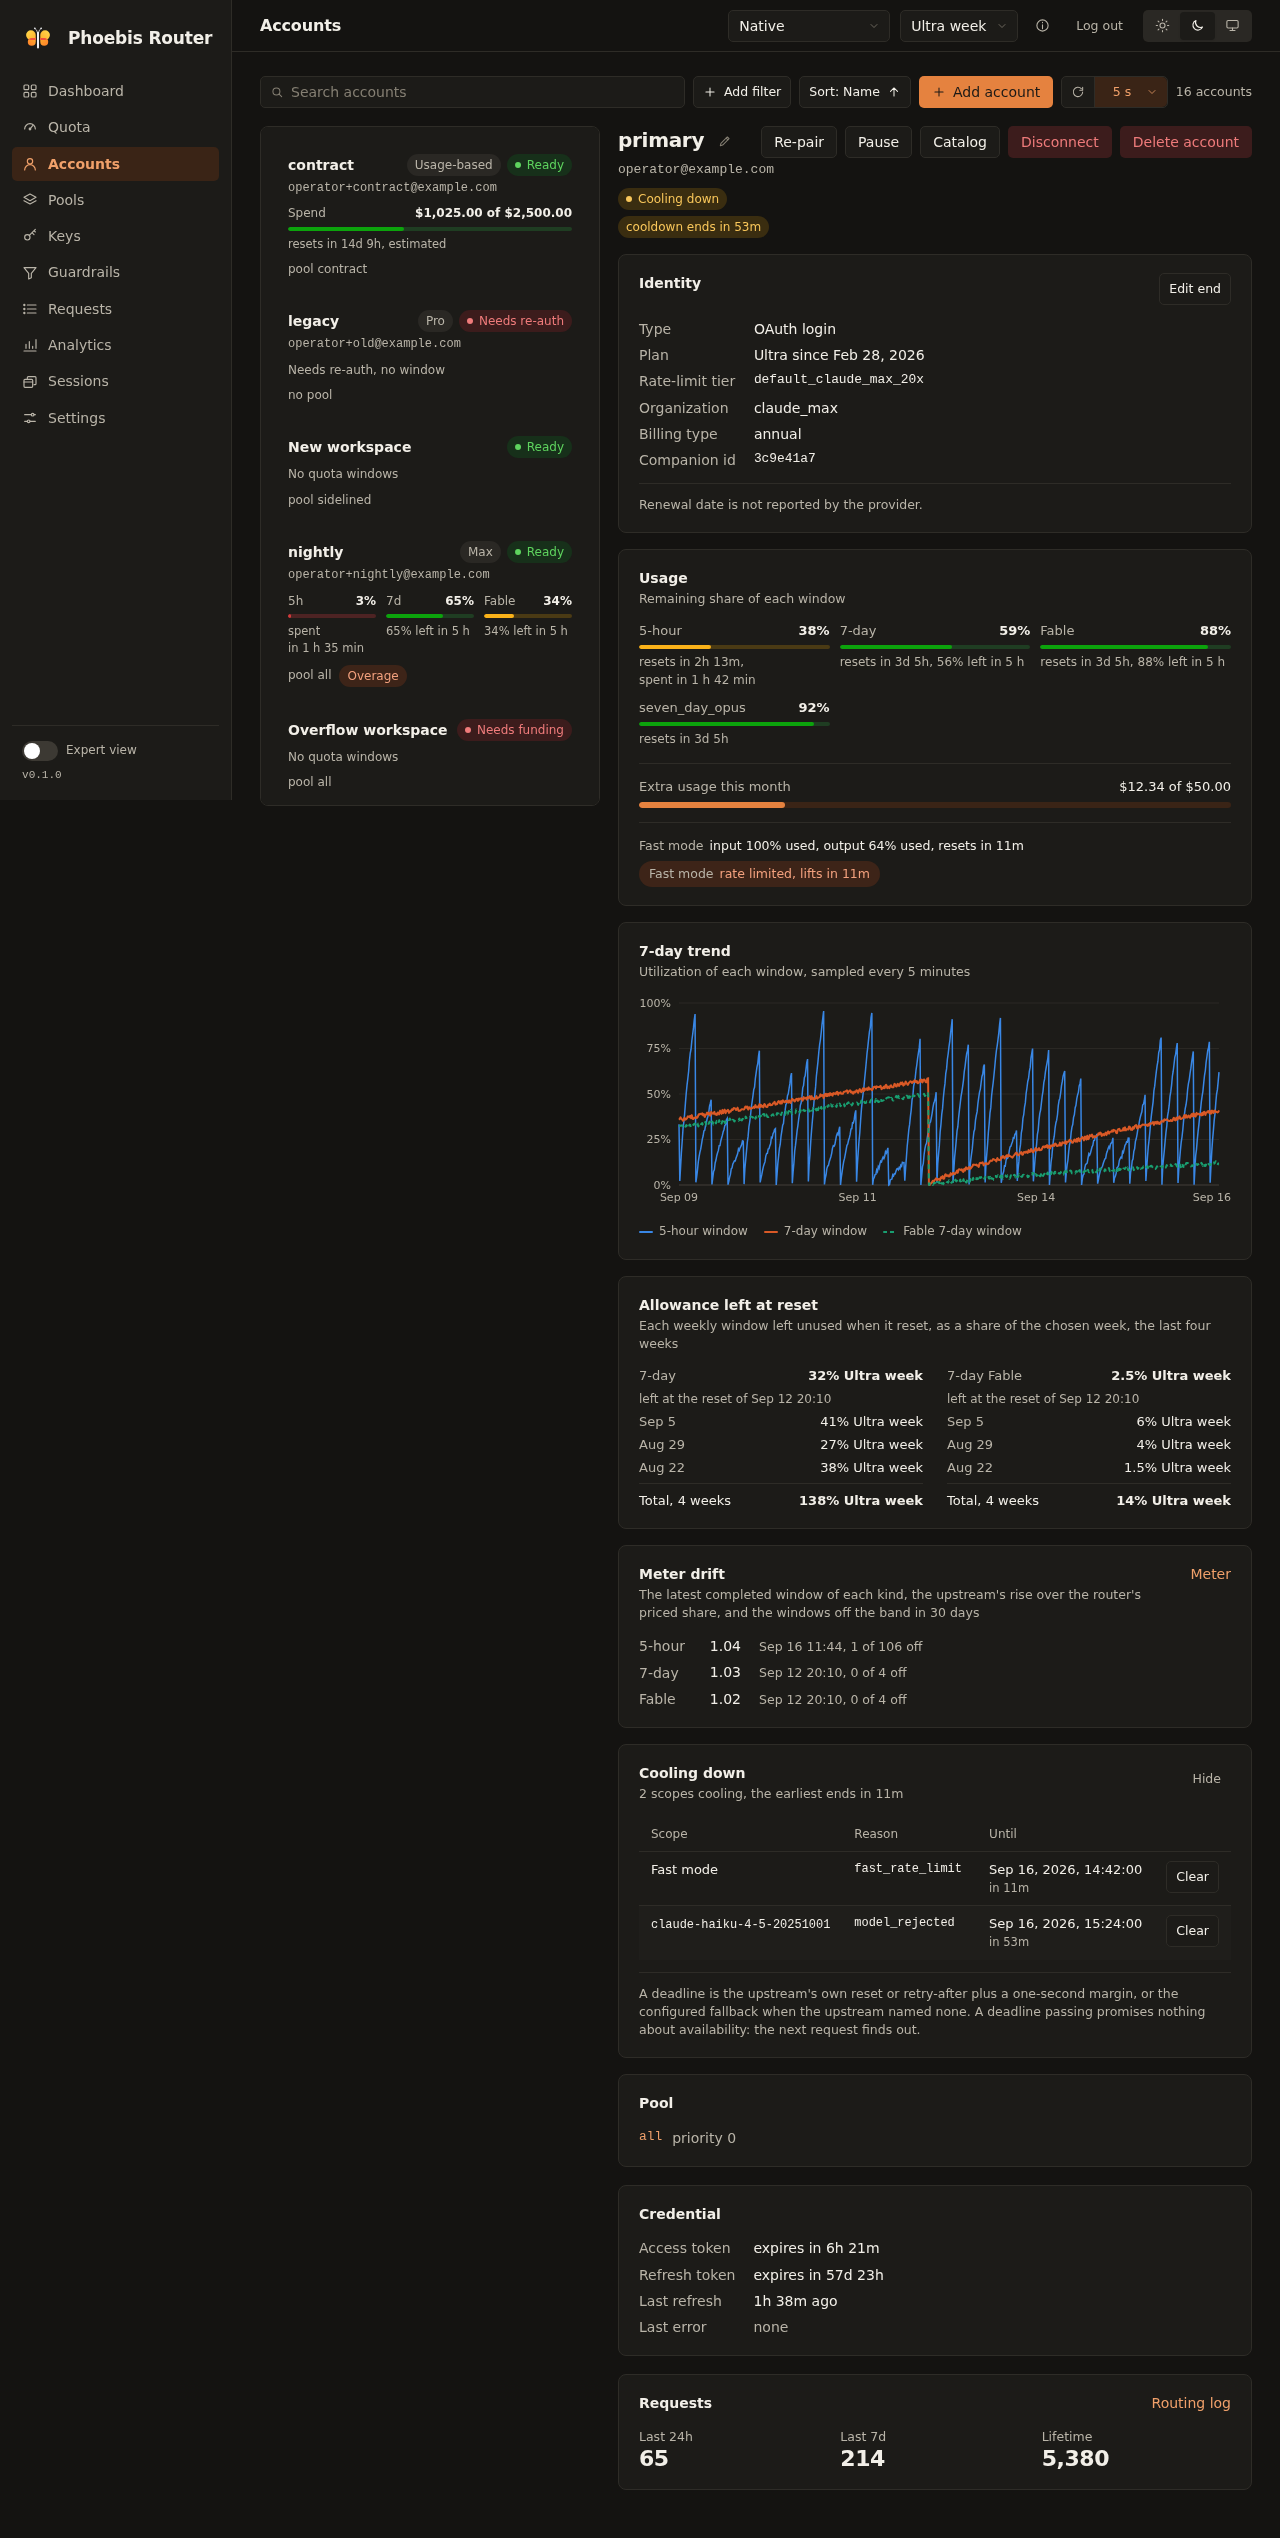 Phoebis Router
Dashboard
Quota
Accounts
Pools
Keys
Guardrails
Requests
Analytics
Sessions
Settings
Expert view
v0.1.0
Accounts
Native
Ultra week
Log out
Search accounts
Add filter
Sort: Name
Add account
5 s
16 accounts
contract
Usage-based
Ready
operator+contract@example.com
Spend $1,025.00 of $2,500.00
resets in 14d 9h, estimated
pool contract
legacy
Pro
Needs re-auth
operator+old@example.com
Needs re-auth, no window
no pool
New workspace
Ready
No quota windows
pool sidelined
nightly
Max
Ready
operator+nightly@example.com
5h 3% 7d 65% Fable 34%
spent 65% left in 5 h 34% left in 5 h
in 1 h 35 min
pool all Overage
Overflow workspace
Needs funding
No quota windows
pool all
primary
Re-pair
Pause
Catalog
Disconnect
Delete account
operator@example.com
Cooling down
cooldown ends in 53m
Identity
Edit end
Type OAuth login
Plan Ultra since Feb 28, 2026
Rate-limit tier default_claude_max_20x
Organization claude_max
Billing type annual
Companion id 3c9e41a7
Renewal date is not reported by the provider.
Usage
Remaining share of each window
5-hour 38% 7-day 59% Fable 88%
resets in 2h 13m, resets in 3d 5h, 56% left in 5 h resets in 3d 5h, 88% left in 5 h
spent in 1 h 42 min
seven_day_opus 92%
resets in 3d 5h
Extra usage this month $12.34 of $50.00
Fast mode input 100% used, output 64% used, resets in 11m
Fast mode rate limited, lifts in 11m
7-day trend
Utilization of each window, sampled every 5 minutes
100%
75%
50%
25%
0%
Sep 09 Sep 11 Sep 14 Sep 16
5-hour window 7-day window Fable 7-day window
Allowance left at reset
Each weekly window left unused when it reset, as a share of the chosen week, the last four
weeks
7-day 32% Ultra week 7-day Fable 2.5% Ultra week
left at the reset of Sep 12 20:10 left at the reset of Sep 12 20:10
Sep 5 41% Ultra week Sep 5 6% Ultra week
Aug 29 27% Ultra week Aug 29 4% Ultra week
Aug 22 38% Ultra week Aug 22 1.5% Ultra week
Total, 4 weeks 138% Ultra week Total, 4 weeks 14% Ultra week
Meter drift
Meter
The latest completed window of each kind, the upstream's rise over the router's
priced share, and the windows off the band in 30 days
5-hour 1.04 Sep 16 11:44, 1 of 106 off
7-day 1.03 Sep 12 20:10, 0 of 4 off
Fable 1.02 Sep 12 20:10, 0 of 4 off
Cooling down
Hide
2 scopes cooling, the earliest ends in 11m
Scope Reason Until
Fast mode fast_rate_limit Sep 16, 2026, 14:42:00 Clear
in 11m
claude-haiku-4-5-20251001 model_rejected Sep 16, 2026, 15:24:00 Clear
in 53m
A deadline is the upstream's own reset or retry-after plus a one-second margin, or the
configured fallback when the upstream named none. A deadline passing promises nothing
about availability: the next request finds out.
Pool
all priority 0
Credential
Access token expires in 6h 21m
Refresh token expires in 57d 23h
Last refresh 1h 38m ago
Last error none
Requests
Routing log
Last 24h Last 7d Lifetime
65 214 5,380